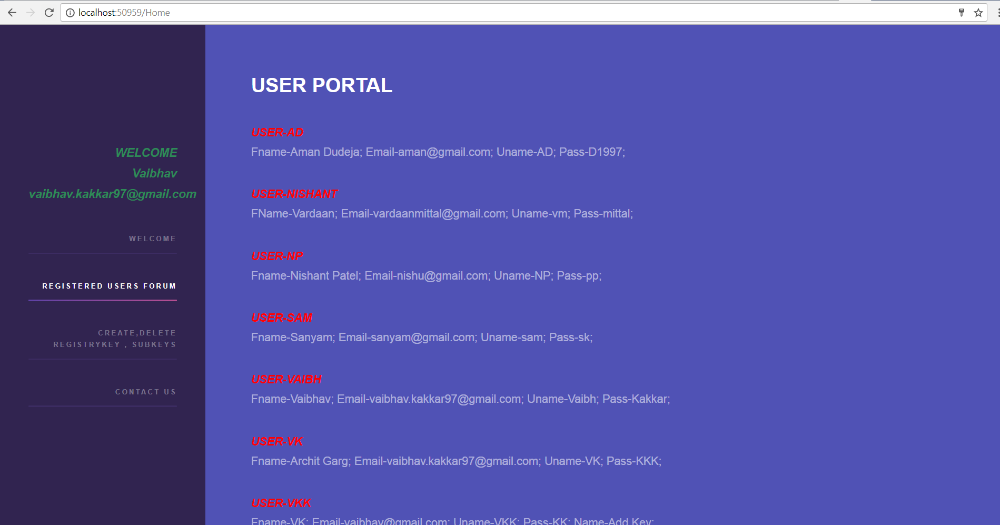 localhost:50959/Home
WELCOME
Vaibhav
vaibhav.kakkar97@gmail.com
WELCOME
REGISTERED USERS FORUM
CREATE,DELETE
REGISTRYKEY , SUBKEYS
CONTACT US
USER PORTAL
USER-AD
Fname-Aman Dudeja; Email-aman@gmail.com; Uname-AD; Pass-D1997;
USER-NISHANT
FName-Vardaan; Email-vardaanmittal@gmail.com; Uname-vm; Pass-mittal;
USER-NP
Fname-Nishant Patel; Email-nishu@gmail.com; Uname-NP; Pass-pp;
USER-SAM
Fname-Sanyam; Email-sanyam@gmail.com; Uname-sam; Pass-sk;
USER-VAIBH
Fname-Vaibhav; Email-vaibhav.kakkar97@gmail.com; Uname-Vaibh; Pass-Kakkar;
USER-VK
Fname-Archit Garg; Email-vaibhav.kakkar97@gmail.com; Uname-VK; Pass-KKK;
USER-VKK
Fname-VK; Email-vaibhav@gmail.com; Uname-VKK; Pass-KK; Name-Add Key;